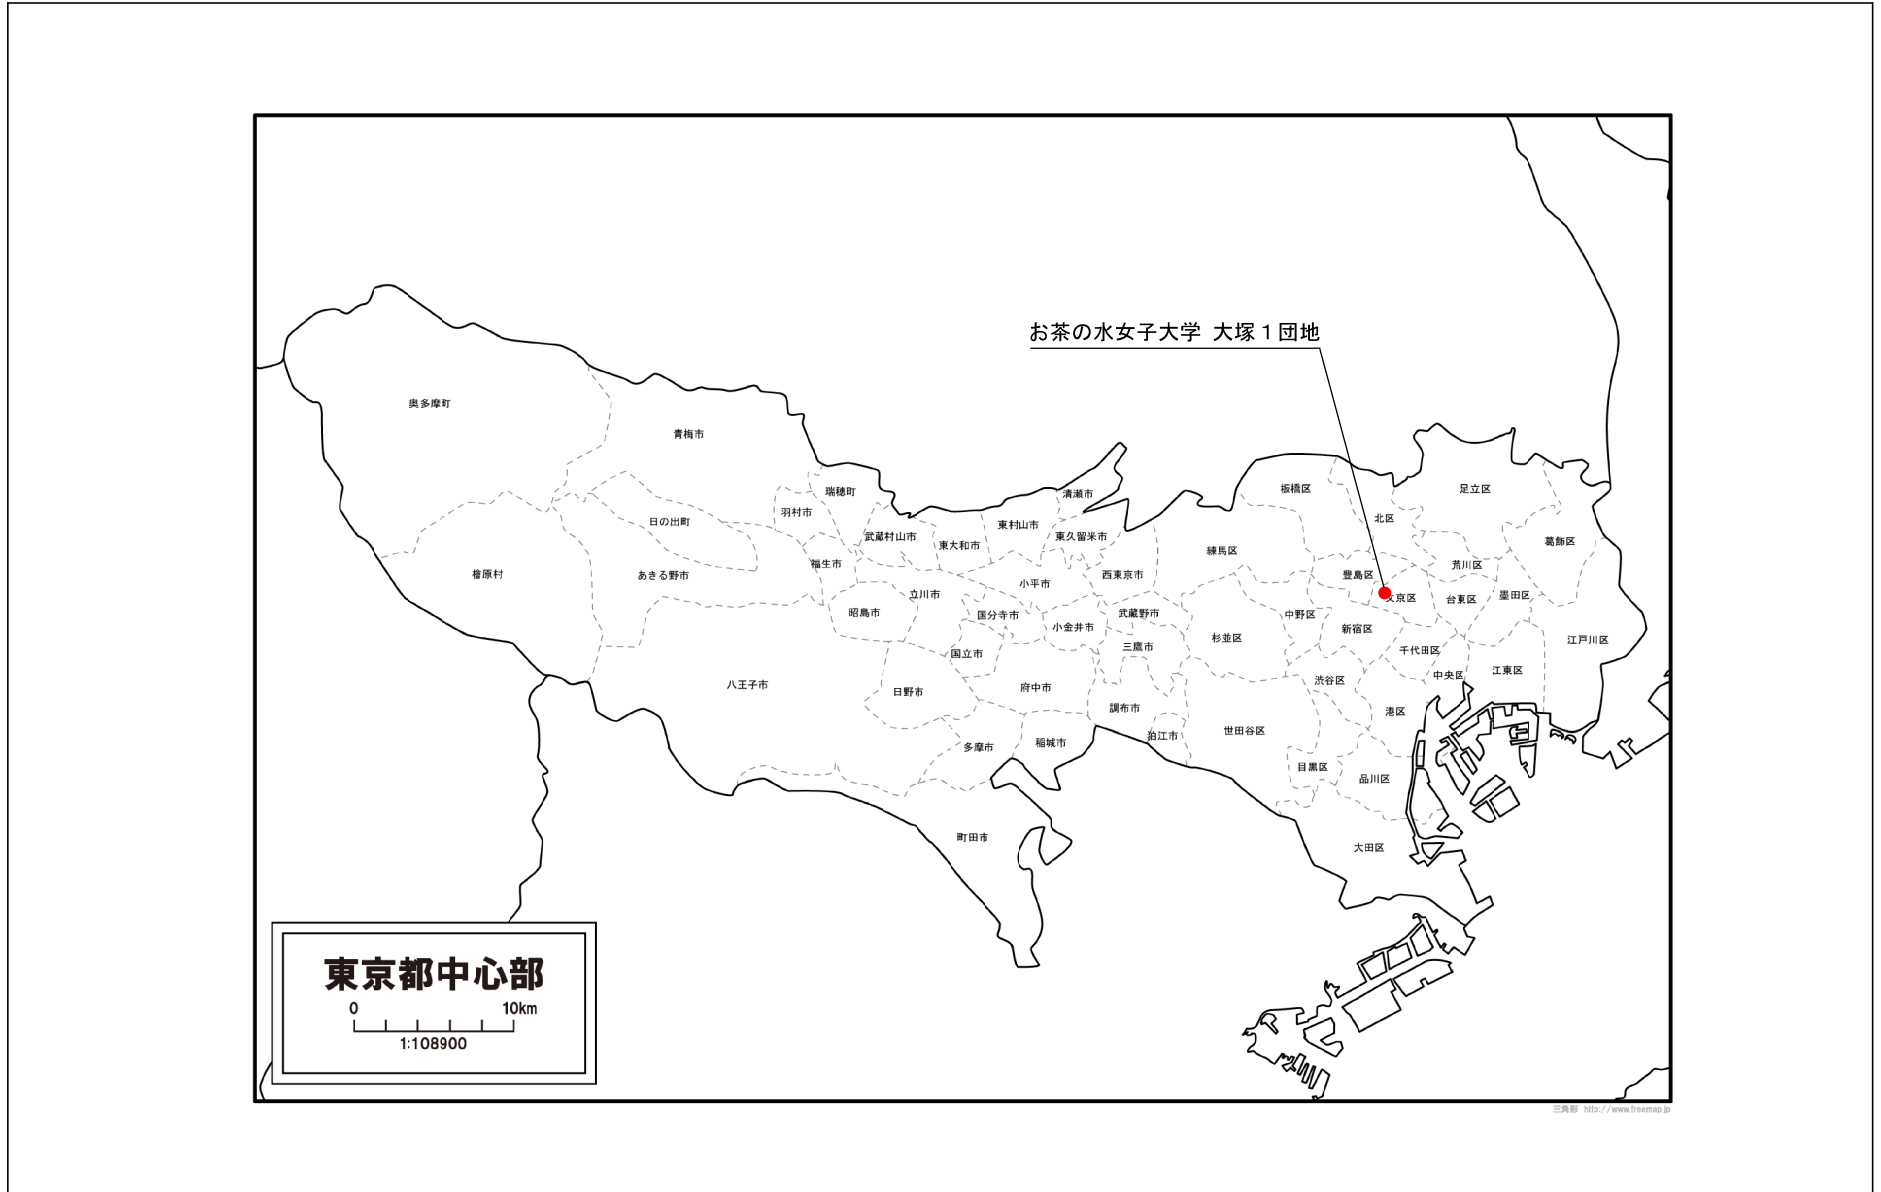 お茶の水女子大学 大塚１団地
奥多摩町
青梅市
瑞穂町
清瀬市
板橋区
足立区
羽村市
日の出町
東村山市
北区
武蔵村山市
東大和市
東久留米市
練馬区
葛飾区
福生市
荒川区
檜原村
あきる野市
小平市
西東京市
豊島区
立川市
文京区
台東区
墨田区
昭島市
国分寺市
武蔵野市
中野区
小金井市
新宿区
杉並区
江戸川区
国立市
三鷹市
千代田区
八王子市
日野市
府中市
渋谷区
中央区
江東区
調布市
港区
多摩市
稲城市
狛江市
世田谷区
目黒区
品川区
町田市
大田区
東京都中心部
0 10km
1:108900
三角形 http://www.freemap.jp